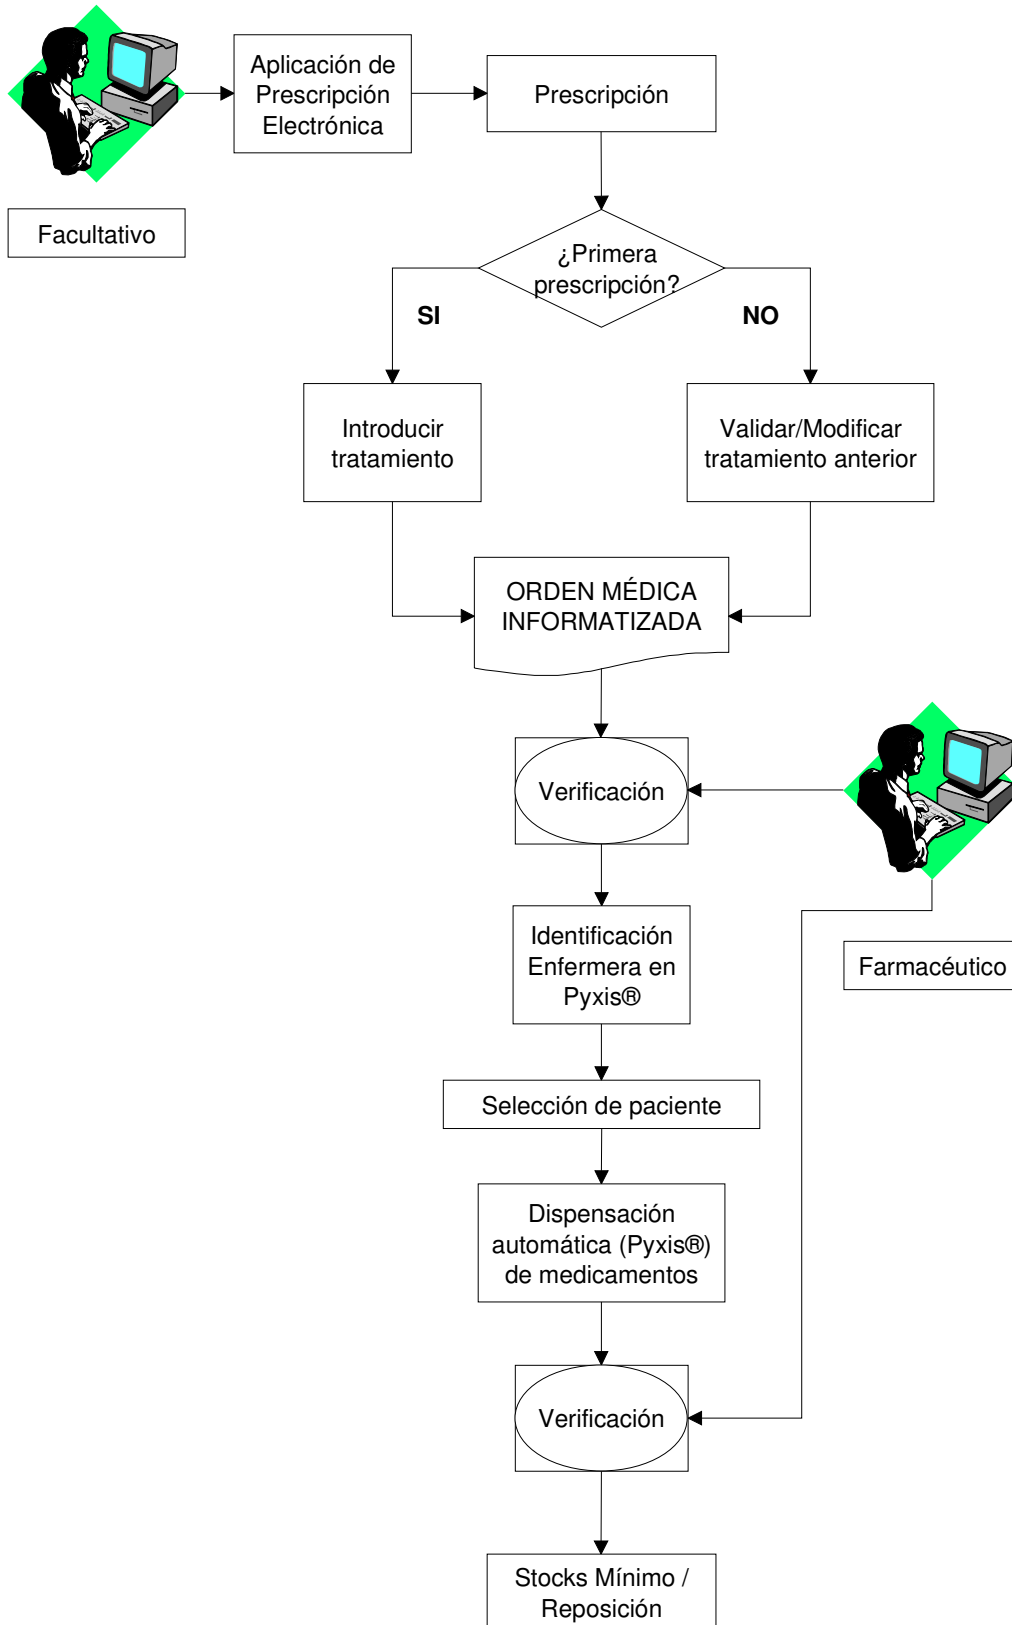 Aplicación de
Prescripción
Electrónica
Prescripción
Facultativo
¿Primera
prescripción?
SI
NO
Introducir
tratamiento
Validar/Modificar
tratamiento anterior
ORDEN MÉDICA
INFORMATIZADA
Verificación
Identificación
Enfermera en
Pyxis®
Farmacéutico
Selección de paciente
Dispensación
automática (Pyxis®)
de medicamentos
Verificación
Stocks Mínimo /
Reposición